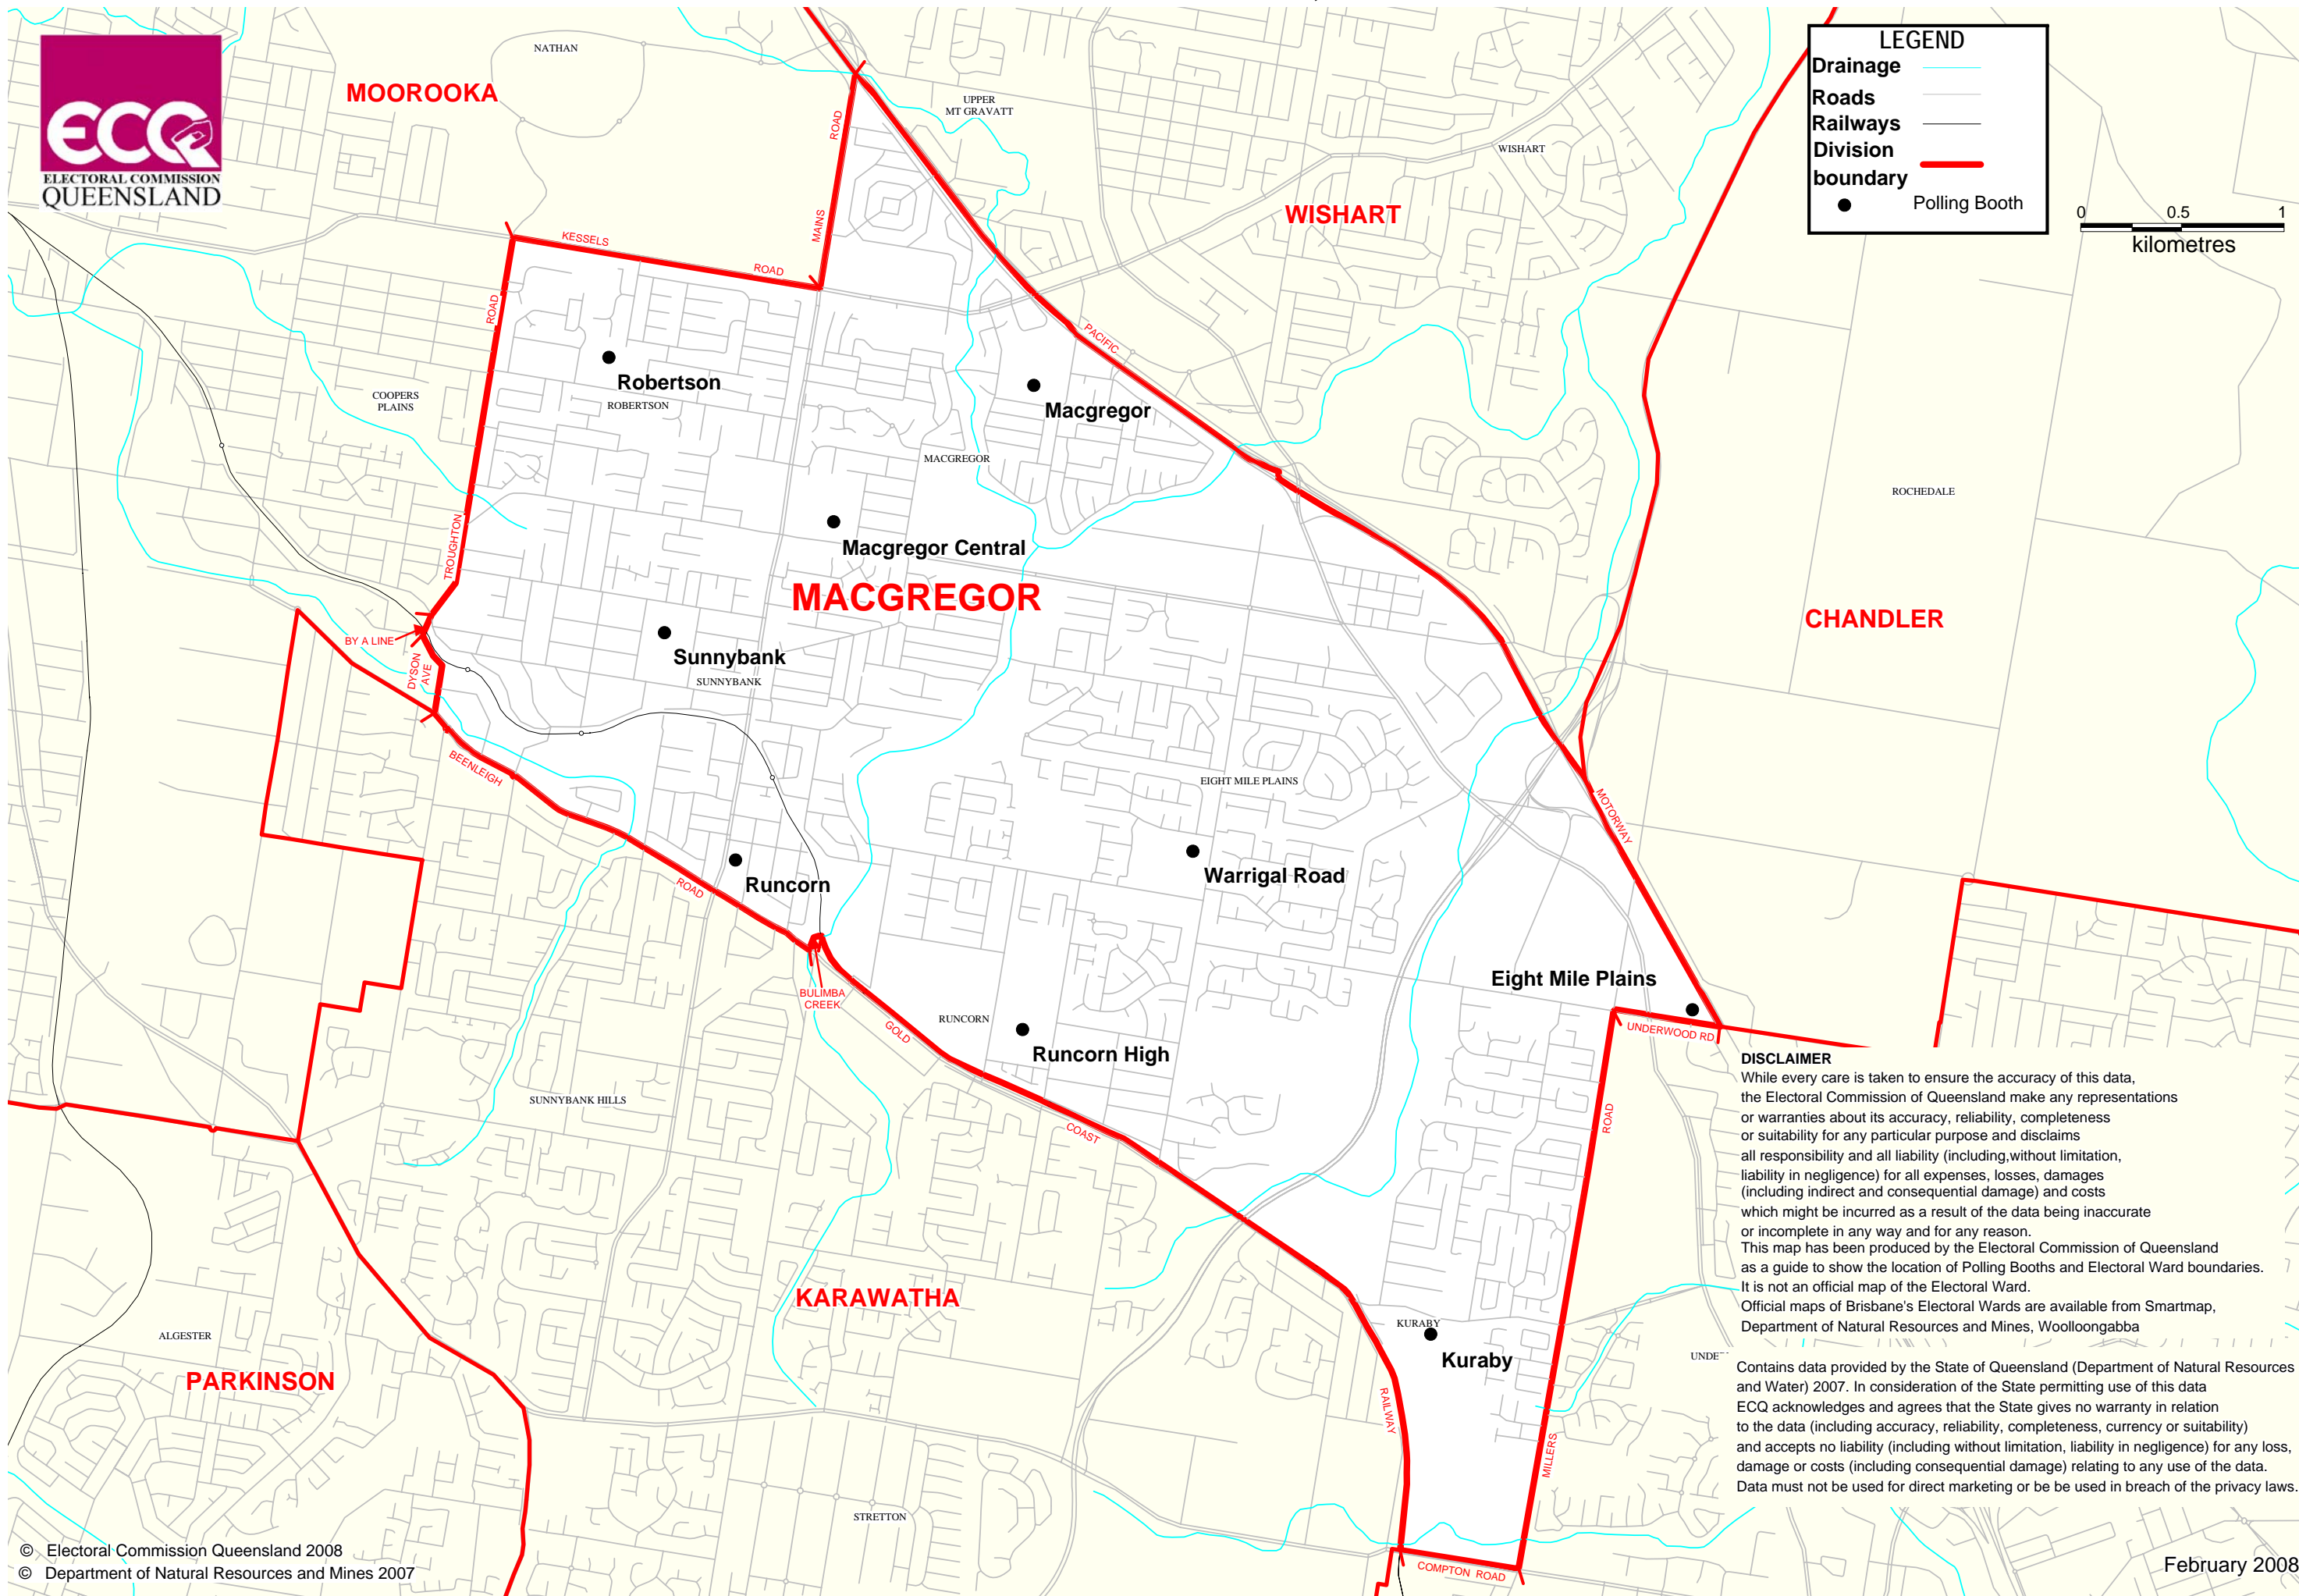 ECQ
ELECTORAL COMMISSION
QUEENSLAND
MOOROOKA
NATHAN
UPPER
MT GRAVATT
WISHART
WISHART
LEGEND
Drainage
Roads
Railways
Division
boundary
Polling Booth
0 0.5 1
kilometres
ROAD
MAINS
KESSELS
ROAD
ROAD
TROUGHTON
PACIFIC
COOPERS
PLAINS
Robertson
ROBERTSON
Macgregor
MACGREGOR
ROCHEDALE
Macgregor Central
MACGREGOR
CHANDLER
BY A LINE
DYSON
AVE
Sunnybank
SUNNYBANK
BEENLEIGH
EIGHT MILE PLAINS
MOTORWAY
Runcorn
ROAD
Warrigal Road
BULIMBA
CREEK
GOLD
RUNCORN
Runcorn High
Eight Mile Plains
UNDERWOOD RD
COAST
ROAD
SUNNYBANK HILLS
KARAWATHA
ALGESTER
PARKINSON
KURABY
Kuraby
RAILWAY
MILLERS
STRETTON
COMPTON ROAD
DISCLAIMER
While every care is taken to ensure the accuracy of this data,
the Electoral Commission of Queensland make any representations
or warranties about its accuracy, reliability, completeness
or suitability for any particular purpose and disclaims
all responsibility and all liability (including,without limitation,
liability in negligence) for all expenses, losses, damages
(including indirect and consequential damage) and costs
which might be incurred as a result of the data being inaccurate
or incomplete in any way and for any reason.
This map has been produced by the Electoral Commission of Queensland
as a guide to show the location of Polling Booths and Electoral Ward boundaries.
It is not an official map of the Electoral Ward.
Official maps of Brisbane's Electoral Wards are available from Smartmap,
Department of Natural Resources and Mines, Woolloongabba
Contains data provided by the State of Queensland (Department of Natural Resources
and Water) 2007. In consideration of the State permitting use of this data
ECQ acknowledges and agrees that the State gives no warranty in relation
to the data (including accuracy, reliability, completeness, currency or suitability)
and accepts no liability (including without limitation, liability in negligence) for any loss,
damage or costs (including consequential damage) relating to any use of the data.
Data must not be used for direct marketing or be be used in breach of the privacy laws.
© Electoral Commission Queensland 2008
© Department of Natural Resources and Mines 2007
February 2008